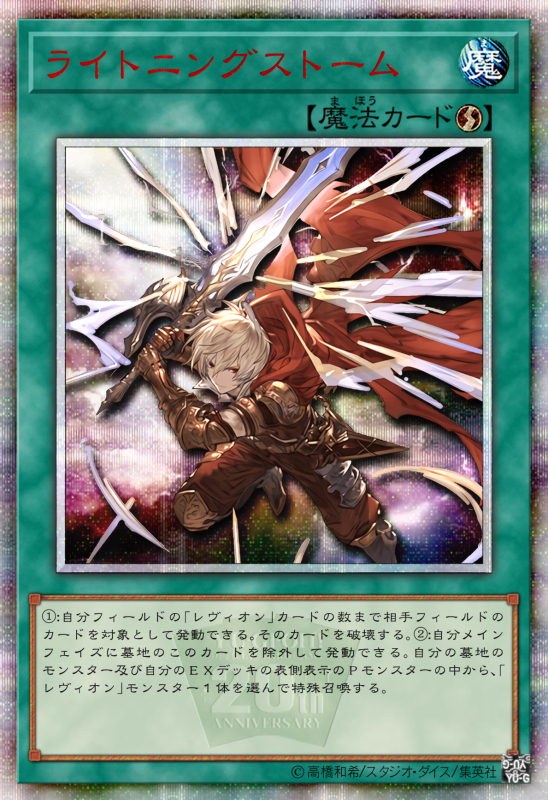 ライトニングストーム
魔
【魔法カード】
まほう
①:自分フィールドの「レヴィオン」カードの数まで相手フィールドの
カードを対象として発動できる。そのカードを破壊する。②:自分メイン
フェイズに墓地のこのカードを除外して発動できる。自分の墓地の
モンスター及び自分のＥＸデッキの表側表示のＰモンスターの中から、「
レヴィオン」モンスター１体を選んで特殊召喚する。
20th
ANNIVERSARY
©高橋和希/スタジオ・ダイス/集英社